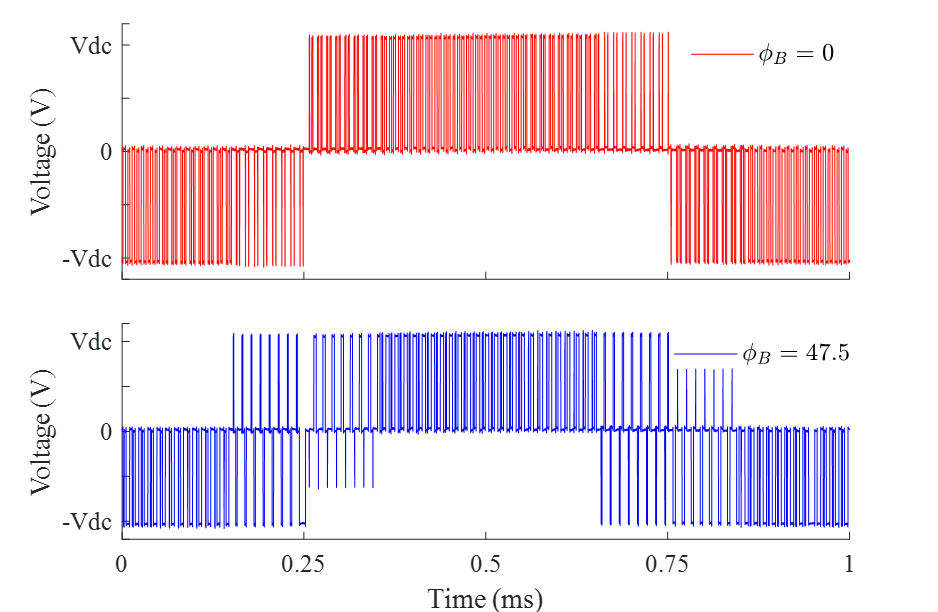 Vdc
0
-Vdc
Voltage (V)
ϕ_B = 0
Vdc
0
-Vdc
Voltage (V)
ϕ_B = 47.5
0 0.25 0.5 0.75 1
Time (ms)